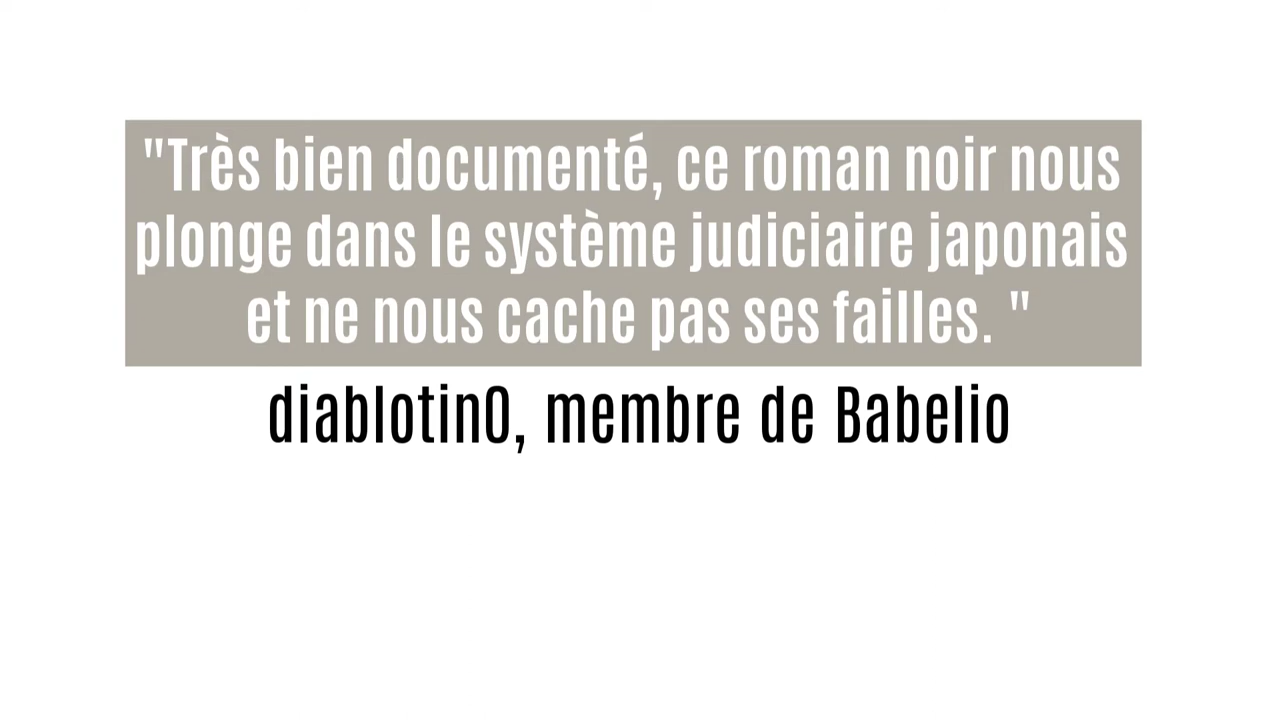 "Très bien documenté, ce roman noir nous
plonge dans le système judiciaire japonais
et ne nous cache pas ses failles. "
diablotin0, membre de Babelio